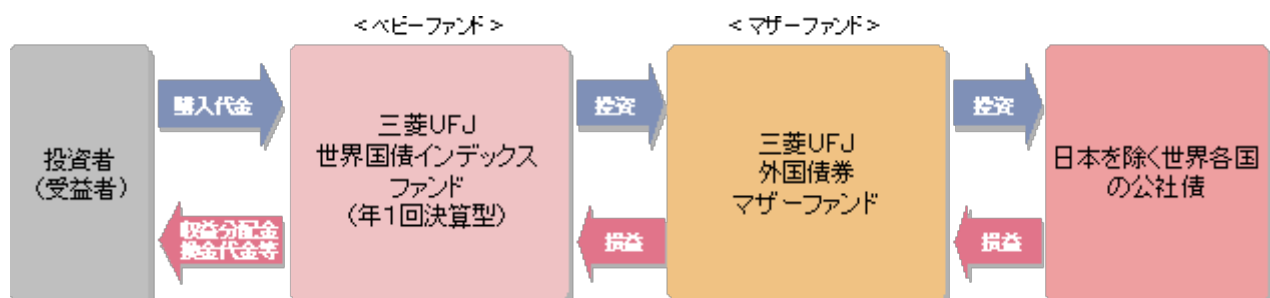 <ベビーファンド>
<マザーファンド>
投資者
(受益者)
購入代金
収益分配金
換金代金等
三菱UFJ
世界国債インデックス
ファンド
(年1回決算型)
投資
損益
三菱UFJ
外国債券
マザーファンド
投資
損益
日本を除く世界各国
の公社債